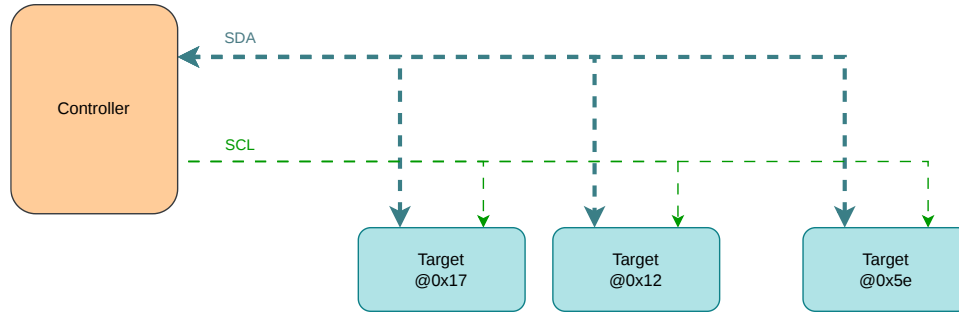 SDA
Controller
SCL
Target
@0x17
Target
@0x12
Target
@0x5e